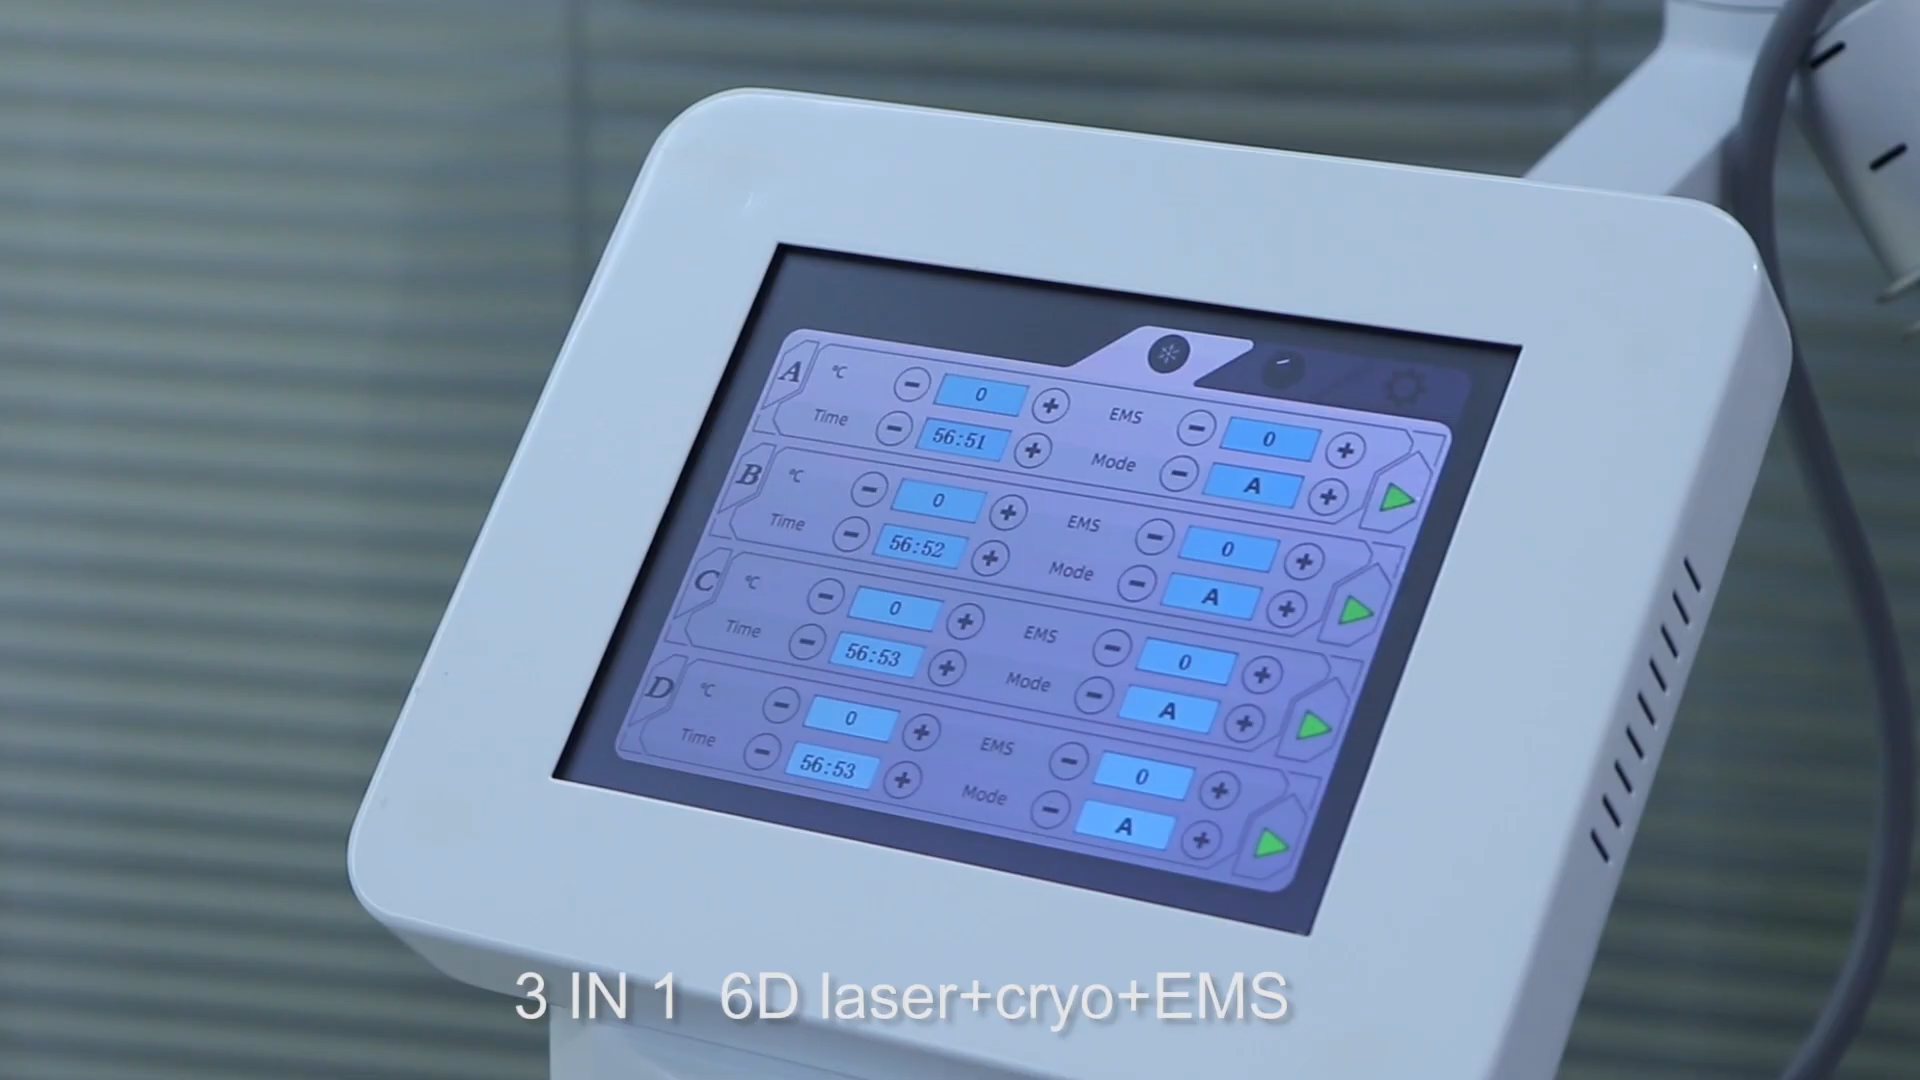 A °C − 0 + EMS − 0 +
Time − 56:51 + Mode − A +
B °C − 0 + EMS − 0 +
Time − 56:52 + Mode − A +
C °C − 0 + EMS − 0 +
Time − 56:53 + Mode − A +
D °C − 0 + EMS − 0 +
Time − 56:53 + Mode − A +
3 IN 1 6D laser+cryo+EMS